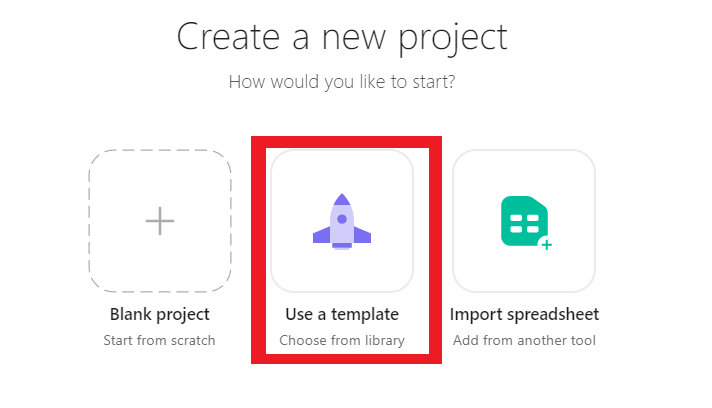 Create a new project
How would you like to start?
Blank project
Start from scratch
Use a template
Choose from library
Import spreadsheet
Add from another tool